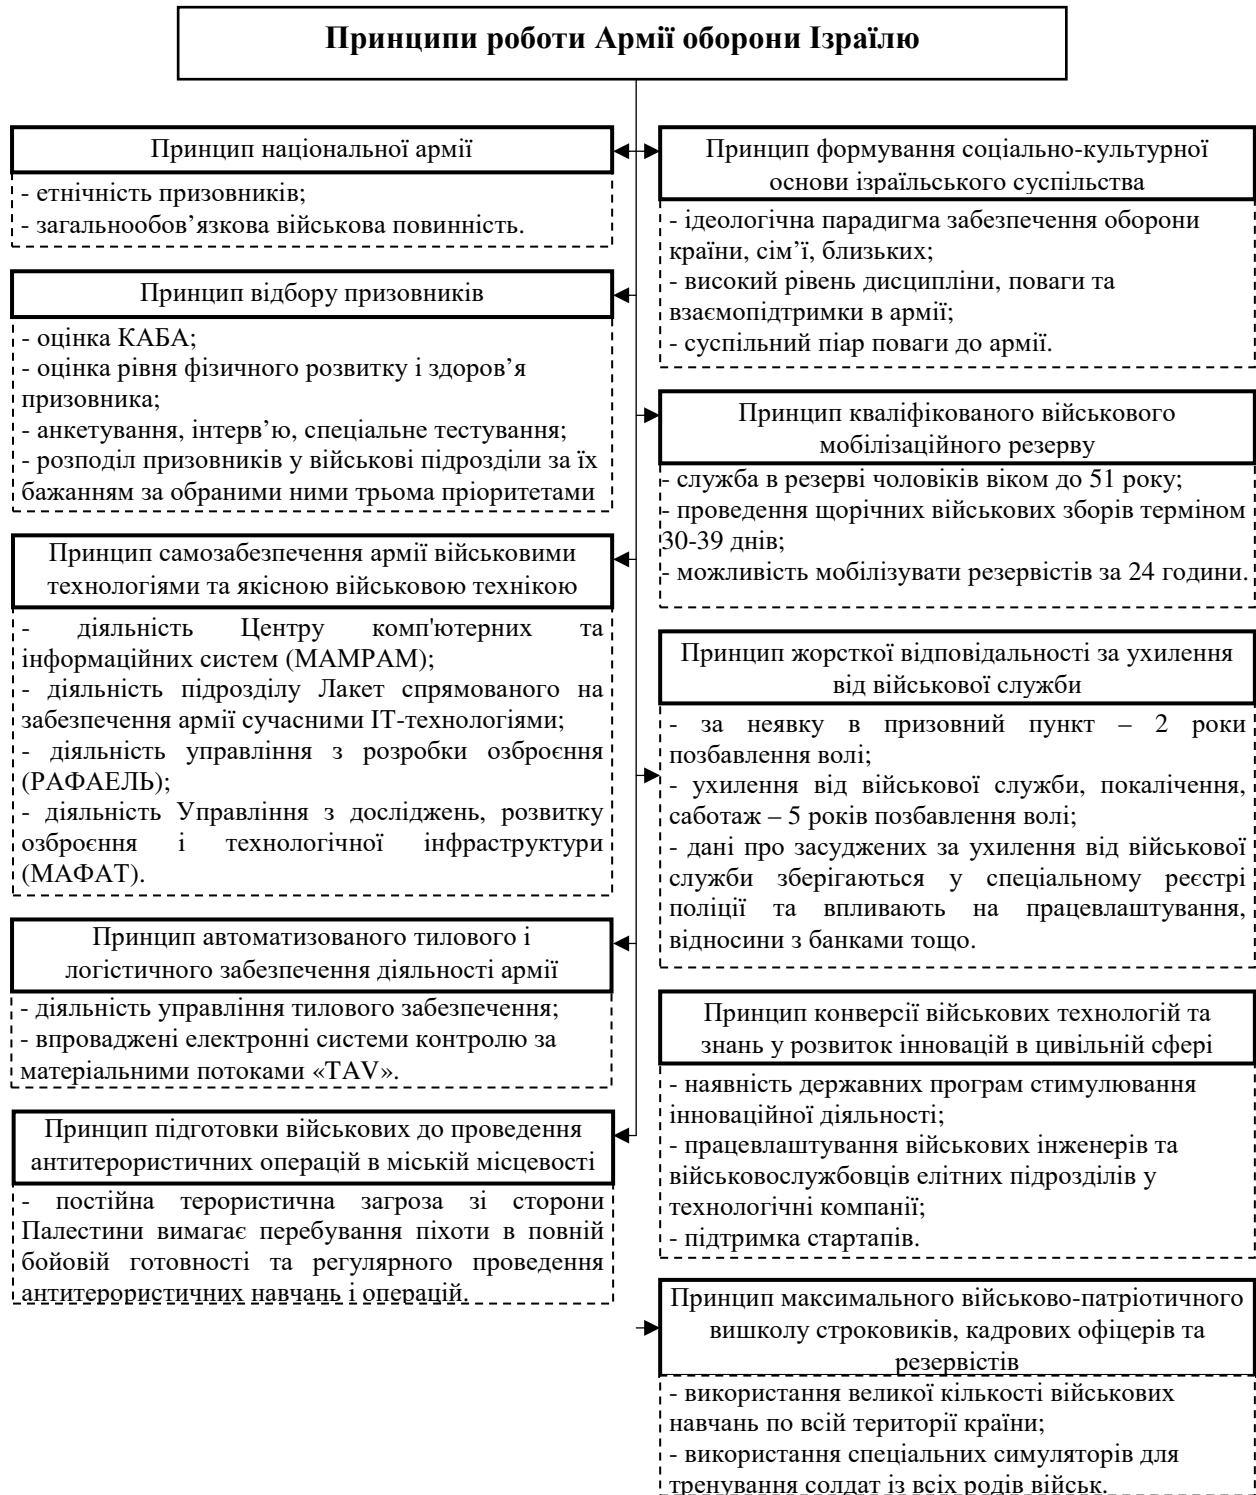 Принципи роботи Армії оборони Ізраїлю
Принцип національної армії
- етнічність призовників;
- загальнообов’язкова військова повинність.
Принцип відбору призовників
- оцінка КАБА;
- оцінка рівня фізичного розвитку і здоров’я
призовника;
- анкетування, інтерв’ю, спеціальне тестування;
- розподіл призовників у військові підрозділи за їх
бажанням за обраними ними трьома пріоритетами
Принцип самозабезпечення армії військовими
технологіями та якісною військовою технікою
- діяльність Центру комп'ютерних та
інформаційних систем (МАМРАМ);
- діяльність підрозділу Лакет спрямованого на
забезпечення армії сучасними ІТ-технологіями;
- діяльність управління з розробки озброєння
(РАФАЕЛЬ);
- діяльність Управління з досліджень, розвитку
озброєння і технологічної інфраструктури
(МАФАТ).
Принцип автоматизованого тилового і
логістичного забезпечення діяльності армії
- діяльність управління тилового забезпечення;
- впроваджені електронні системи контролю за
матеріальними потоками «TAV».
Принцип підготовки військових до проведення
антитерористичних операцій в міській місцевості
- постійна терористична загроза зі сторони
Палестини вимагає перебування піхоти в повній
бойовій готовності та регулярного проведення
антитерористичних навчань і операцій.
Принцип формування соціально-культурної
основи ізраїльського суспільства
- ідеологічна парадигма забезпечення оборони
країни, сім’ї, близьких;
- високий рівень дисципліни, поваги та
взаємопідтримки в армії;
- суспільний піар поваги до армії.
Принцип кваліфікованого військового
мобілізаційного резерву
- служба в резерві чоловіків віком до 51 року;
- проведення щорічних військових зборів терміном
30-39 днів;
- можливість мобілізувати резервістів за 24 години.
Принцип жорсткої відповідальності за ухилення
від військової служби
- за неявку в призовний пункт – 2 роки
позбавлення волі;
- ухилення від військової служби, покалічення,
саботаж – 5 років позбавлення волі;
- дані про засуджених за ухилення від військової
служби зберігаються у спеціальному реєстрі
поліції та впливають на працевлаштування,
відносини з банками тощо.
Принцип конверсії військових технологій та
знань у розвиток інновацій в цивільній сфері
- наявність державних програм стимулювання
інноваційної діяльності;
- працевлаштування військових інженерів та
військовослужбовців елітних підрозділів у
технологічні компанії;
- підтримка стартапів.
Принцип максимального військово-патріотичного
вишколу строковиків, кадрових офіцерів та
резервістів
- використання великої кількості військових
навчань по всій території країни;
- використання спеціальних симуляторів для
тренування солдат із всіх родів військ.